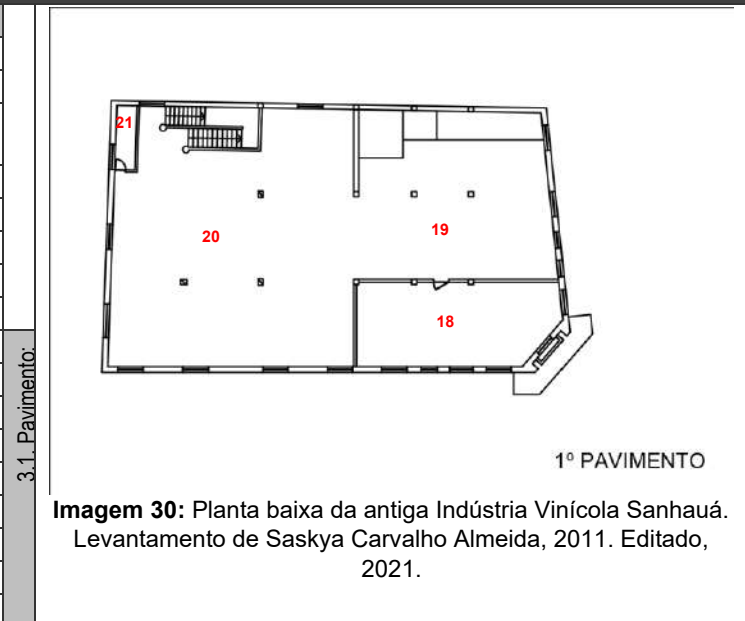 21
20
19
18
3.1. Pavimento:
1º PAVIMENTO
Imagem 30: Planta baixa da antiga Indústria Vinícola Sanhauá.
Levantamento de Saskya Carvalho Almeida, 2011. Editado,
2021.